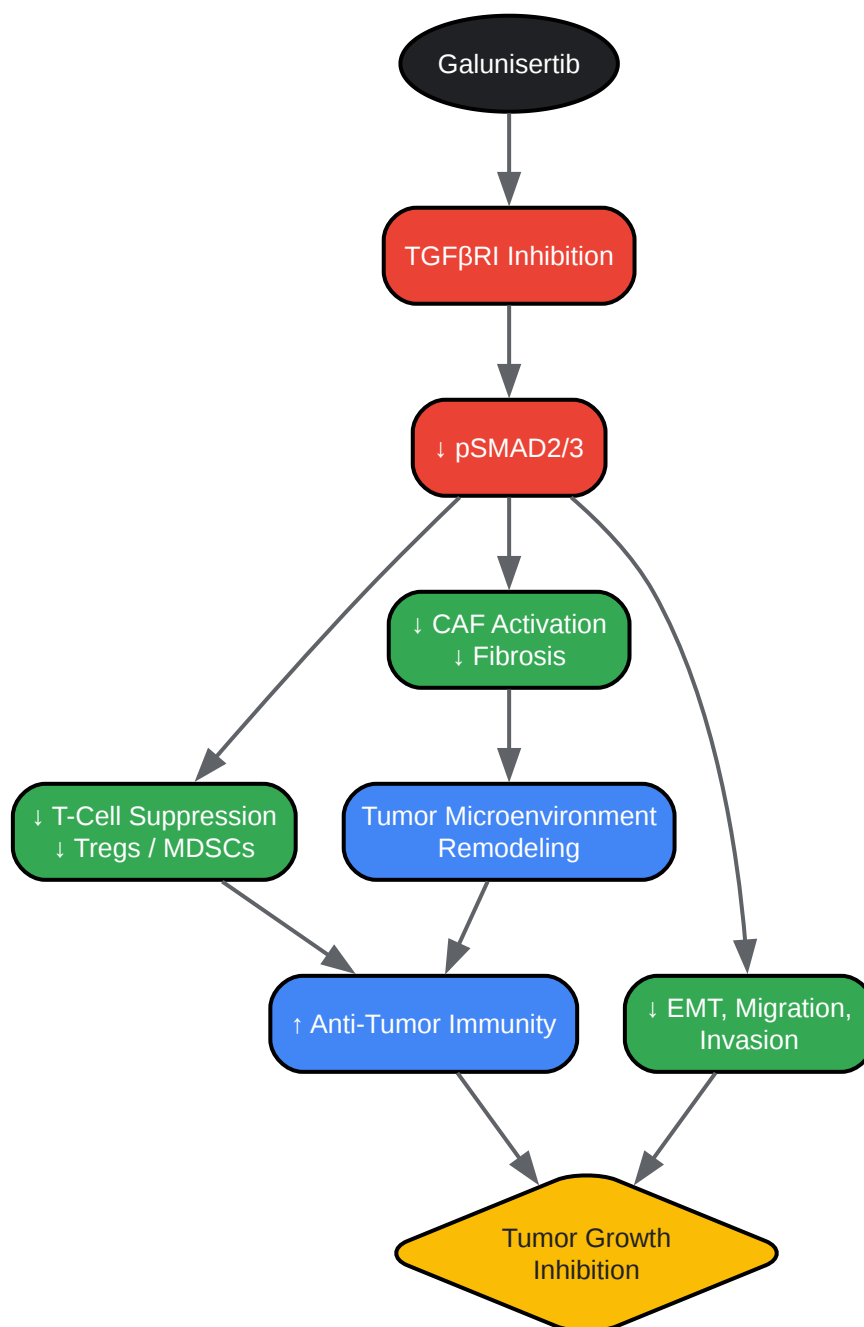 Galunisertib
TGFβRI Inhibition
↓ pSMAD2/3
↓ CAF Activation
↓ Fibrosis
↓ T-Cell Suppression
↓ Tregs / MDSCs
Tumor Microenvironment
Remodeling
↑ Anti-Tumor Immunity
↓ EMT, Migration,
Invasion
Tumor Growth
Inhibition